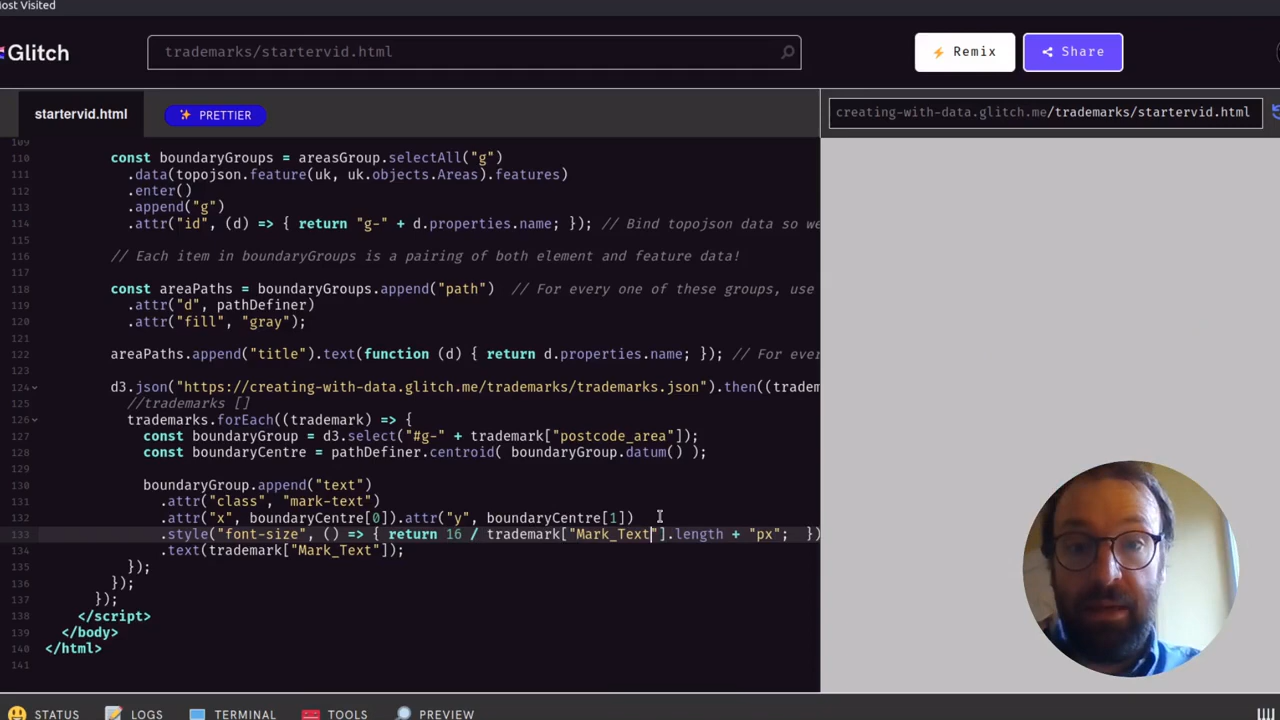 ost Visited
Glitch
trademarks/startervid.html
Remix
Share
startervid.html
PRETTIER
creating-with-data.glitch.me/trademarks/startervid.html
109
110 const boundaryGroups = areasGroup.selectAll("g")
111 .data(topojson.feature(uk, uk.objects.Areas).features)
112 .enter()
113 .append("g")
114 .attr("id", (d) => { return "g-" + d.properties.name; }); // Bind topojson data so we
115
116 // Each item in boundaryGroups is a pairing of both element and feature data!
117
118 const areaPaths = boundaryGroups.append("path") // For every one of these groups, use
119 .attr("d", pathDefiner)
120 .attr("fill", "gray");
121
122 areaPaths.append("title").text(function (d) { return d.properties.name; }); // For ever
123
124 d3.json("https://creating-with-data.glitch.me/trademarks/trademarks.json").then((tradem
125 //trademarks []
126 trademarks.forEach((trademark) => {
127 const boundaryGroup = d3.select("#g-" + trademark["postcode_area"]);
128 const boundaryCentre = pathDefiner.centroid( boundaryGroup.datum() );
129
130 boundaryGroup.append("text")
131 .attr("class", "mark-text")
132 .attr("x", boundaryCentre[0]).attr("y", boundaryCentre[1])
133 .style("font-size", () => { return 16 / trademark["Mark_Text"].length + "px"; })
134 .text(trademark["Mark_Text"]);
135 });
136 });
137 });
138 </script>
139 </body>
140 </html>
141
STATUS
LOGS
TERMINAL
TOOLS
PREVIEW